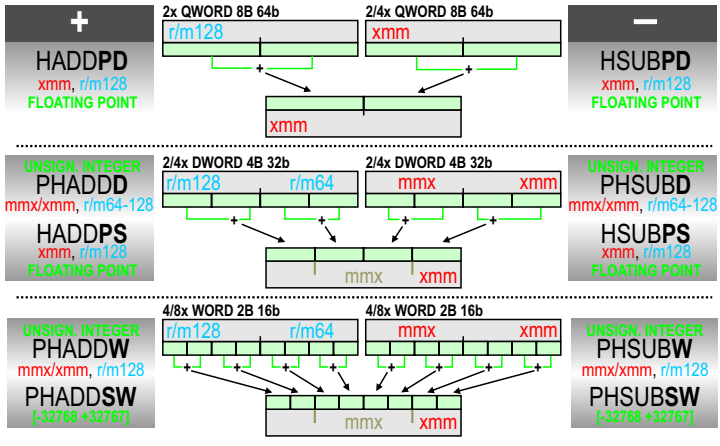 +
2x QWORD 8B 64b
2/4x QWORD 8B 64b
−
r/m128
xmm
HADDPD
xmm, r/m128
FLOATING POINT
+
+
xmm
HSUBPD
xmm, r/m128
FLOATING POINT
UNSIGN. INTEGER
PHADDD
mmx/xmm, r/m64-128
HADDPS
xmm, r/m128
FLOATING POINT
2/4x DWORD 4B 32b
2/4x DWORD 4B 32b
r/m128 r/m64
mmx xmm
+ + + +
mmx xmm
UNSIGN. INTEGER
PHSUBD
mmx/xmm, r/m64-128
HSUBPS
xmm, r/m128
FLOATING POINT
UNSIGN. INTEGER
PHADDW
mmx/xmm, r/m128
PHADDSW
[-32768 +32767]
4/8x WORD 2B 16b
4/8x WORD 2B 16b
r/m128 r/m64
mmx xmm
+ + + + + + + +
mmx xmm
UNSIGN. INTEGER
PHSUBW
mmx/xmm, r/m128
PHSUBSW
[-32768 +32767]